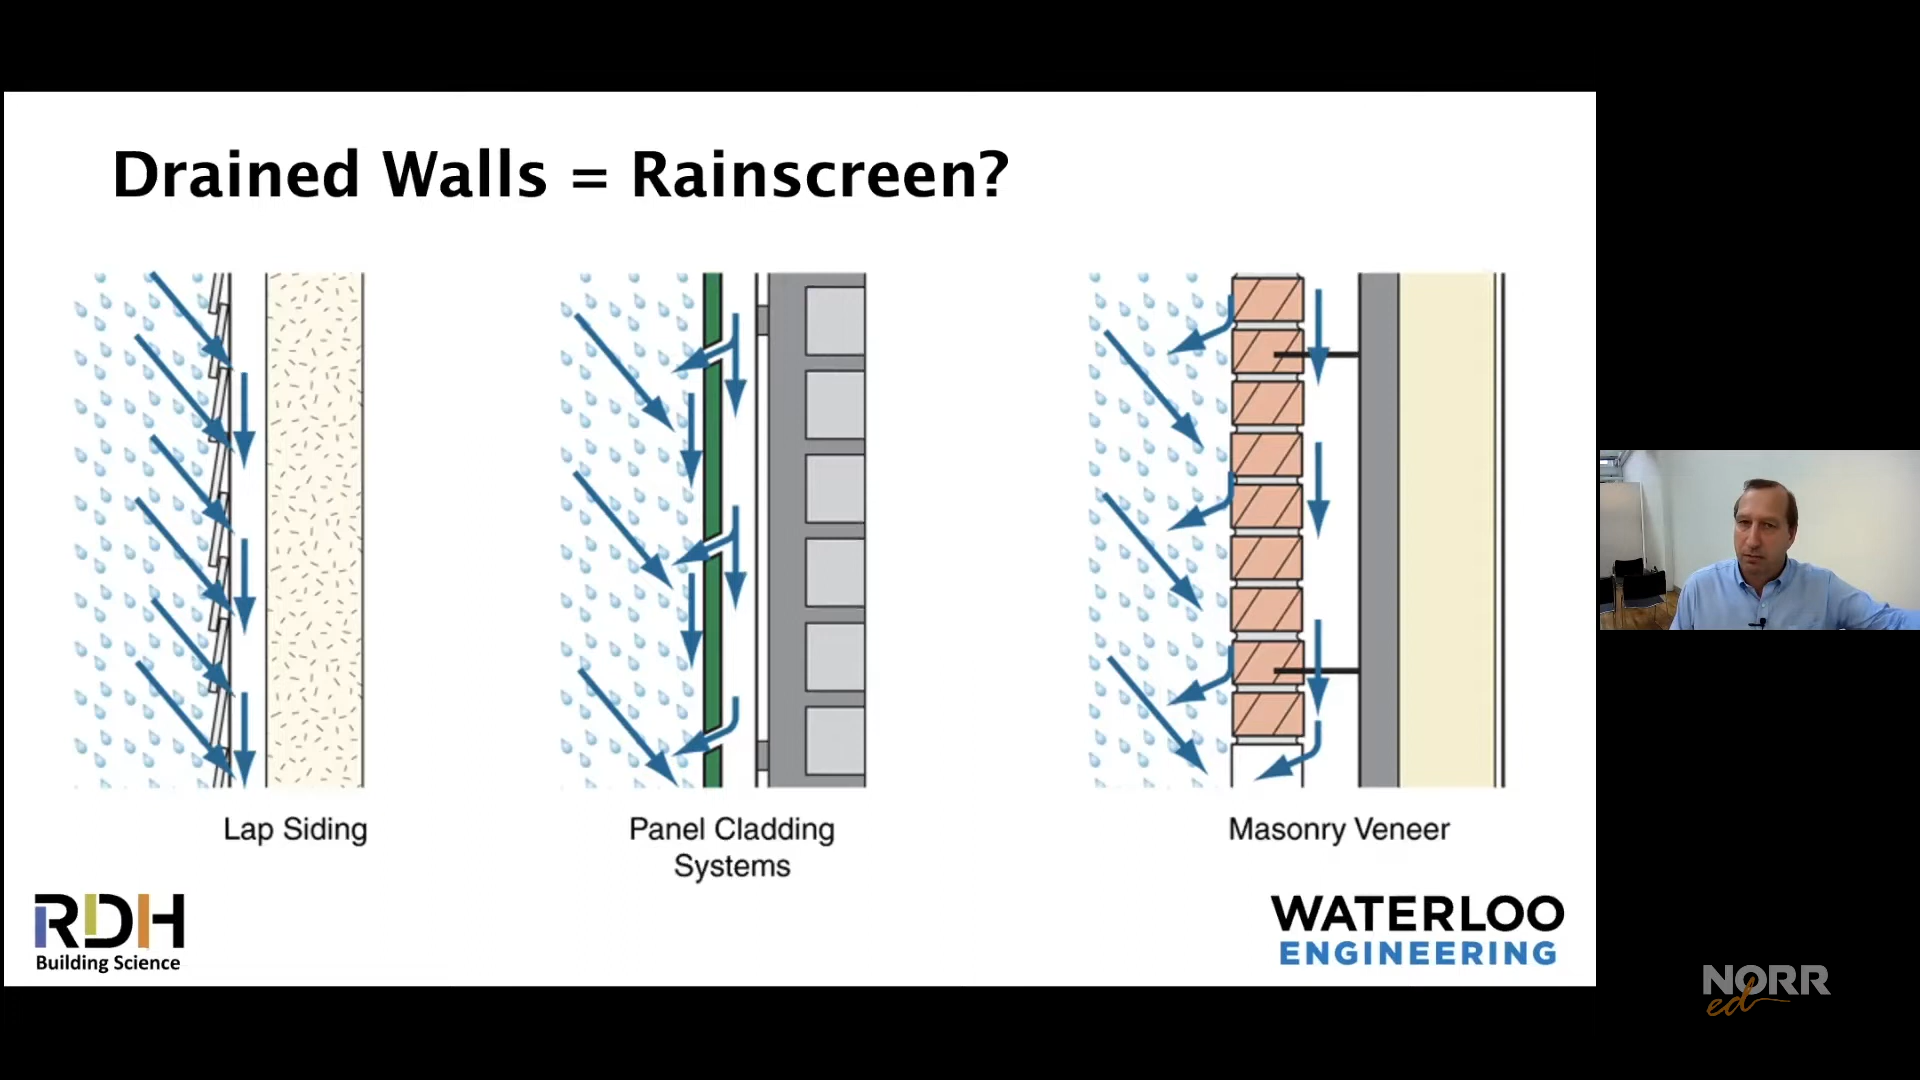 Drained Walls = Rainscreen?
Lap Siding
Panel Cladding
Systems
Masonry Veneer
RDH
Building Science
WATERLOO
ENGINEERING
NORR
ed